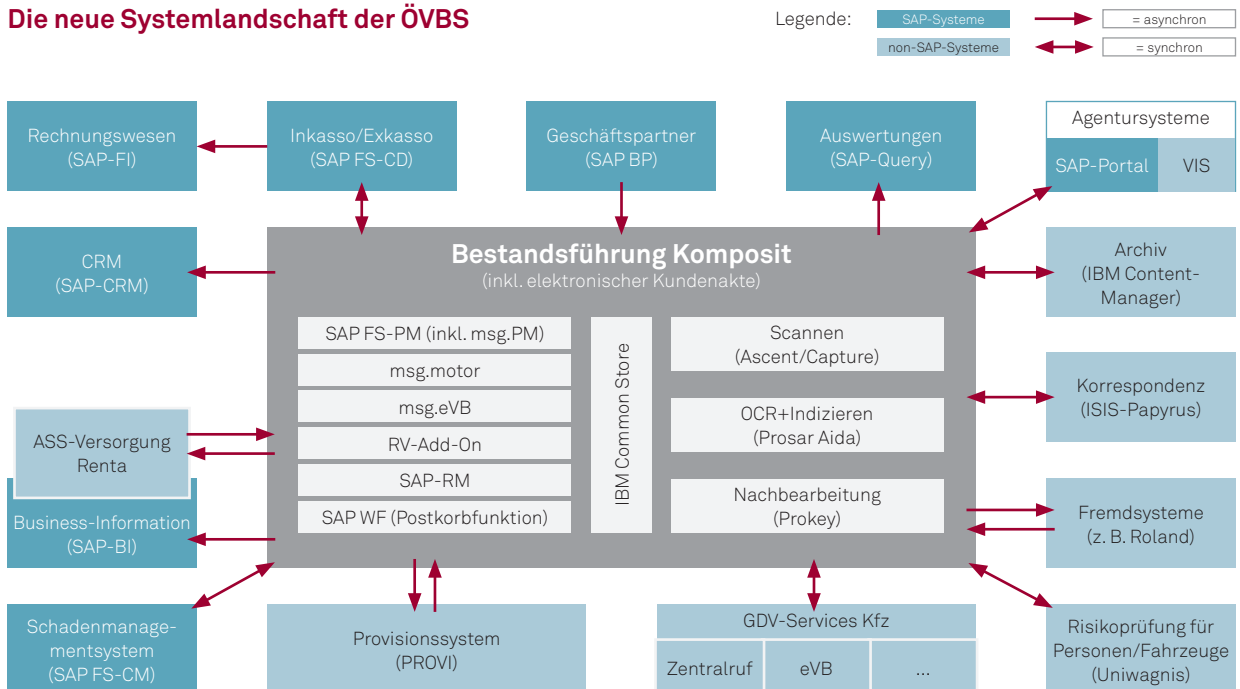 Die neue Systemlandschaft der ÖVBS
Legende:
SAP-Systeme
= asynchron
non-SAP-Systeme
= synchron
Rechnungswesen
(SAP-FI)
Inkasso/Exkasso
(SAP FS-CD)
Geschäftspartner
(SAP BP)
Auswertungen
(SAP-Query)
Agentursysteme
SAP-Portal
VIS
CRM
(SAP-CRM)
Bestandsführung Komposit
(inkl. elektronischer Kundenakte)
Archiv
(IBM Content-
Manager)
SAP FS-PM (inkl. msg.PM)
msg.motor
msg.eVB
RV-Add-On
SAP-RM
SAP WF (Postkorbfunktion)
IBM Common Store
Scannen
(Ascent/Capture)
OCR+Indizieren
(Prosar Aida)
Nachbearbeitung
(Prokey)
Korrespondenz
(ISIS-Papyrus)
ASS-Versorgung
Renta
Business-Information
(SAP-BI)
Fremdsysteme
(z. B. Roland)
Schadenmanage-
mentsystem
(SAP FS-CM)
Provisionssystem
(PROVI)
GDV-Services Kfz
Zentralruf
eVB
...
Risikoprüfung für
Personen/Fahrzeuge
(Uniwagnis)